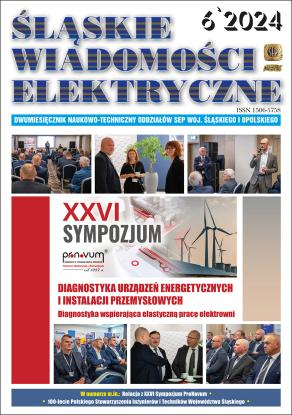 ŚLĄSKIE 6'2024
WIADOMOŚCI
ELEKTRYCZNE
ISSN 1506-5758
DWUMIESIĘCZNIK NAUKOWO-TECHNICZNY ODDZIAŁÓW SEP WOJ. ŚLĄSKIEGO I OPOLSKIEGO
XXVI
SYMPOZJUM
pronovum
od 1987 r.
DIAGNOSTYKA URZĄDZEŃ ENERGETYCZNYCH
I INSTALACJI PRZEMYSŁOWYCH
Diagnostyka wspierająca elastyczną pracę elektrowni
W numerze m.in.: Relacja z XXVI Sympozjum ProNovum •
• 100-lecie Polskiego Stowarzyszenia Inżynierów i Techników Województwa Śląskiego •